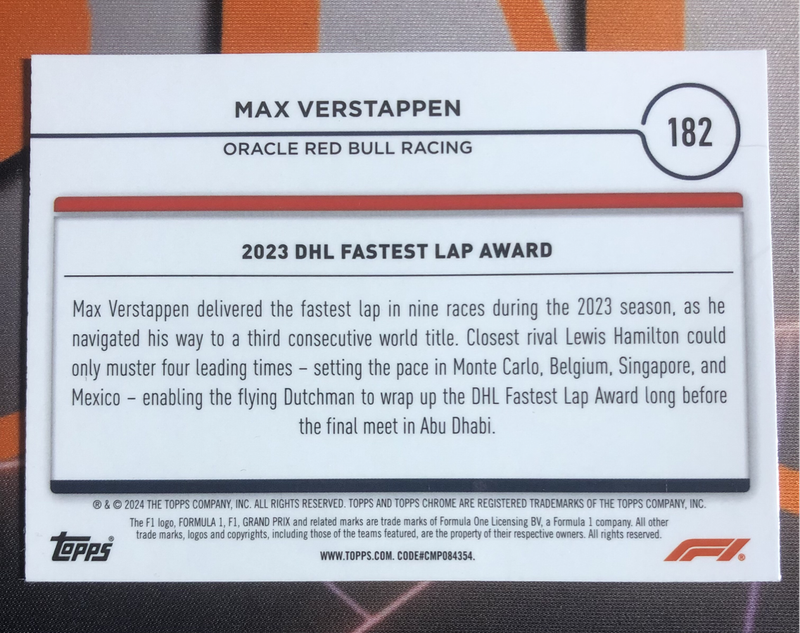 MAX VERSTAPPEN
182
ORACLE RED BULL RACING
2023 DHL FASTEST LAP AWARD
Max Verstappen delivered the fastest lap in nine races during the 2023 season, as he
navigated his way to a third consecutive world title. Closest rival Lewis Hamilton could
only muster four leading times – setting the pace in Monte Carlo, Belgium, Singapore, and
Mexico – enabling the flying Dutchman to wrap up the DHL Fastest Lap Award long before
the final meet in Abu Dhabi.
® & © 2024 THE TOPPS COMPANY, INC. ALL RIGHTS RESERVED. TOPPS AND TOPPS CHROME ARE REGISTERED TRADEMARKS OF THE TOPPS COMPANY, INC.
The F1 logo, FORMULA 1, F1, GRAND PRIX and related marks are trade marks of Formula One Licensing BV, a Formula 1 company. All other
trade marks, logos and copyrights, including those of the teams featured, are the property of their respective owners. All rights reserved.
Topps®
WWW.TOPPS.COM. CODE#CMP084354.
F1®